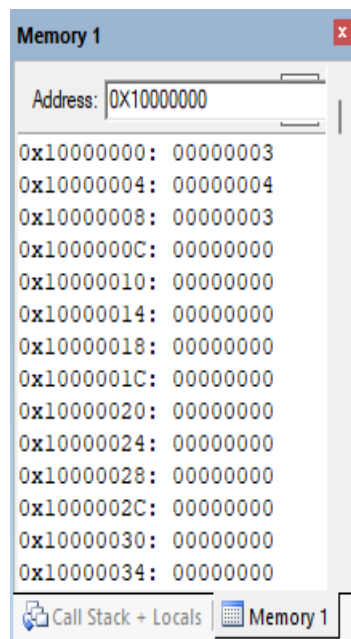 Memory 1
x
Address: 0X10000000
0x10000000: 00000003
0x10000004: 00000004
0x10000008: 00000003
0x1000000C: 00000000
0x10000010: 00000000
0x10000014: 00000000
0x10000018: 00000000
0x1000001C: 00000000
0x10000020: 00000000
0x10000024: 00000000
0x10000028: 00000000
0x1000002C: 00000000
0x10000030: 00000000
0x10000034: 00000000
Call Stack + Locals Memory 1